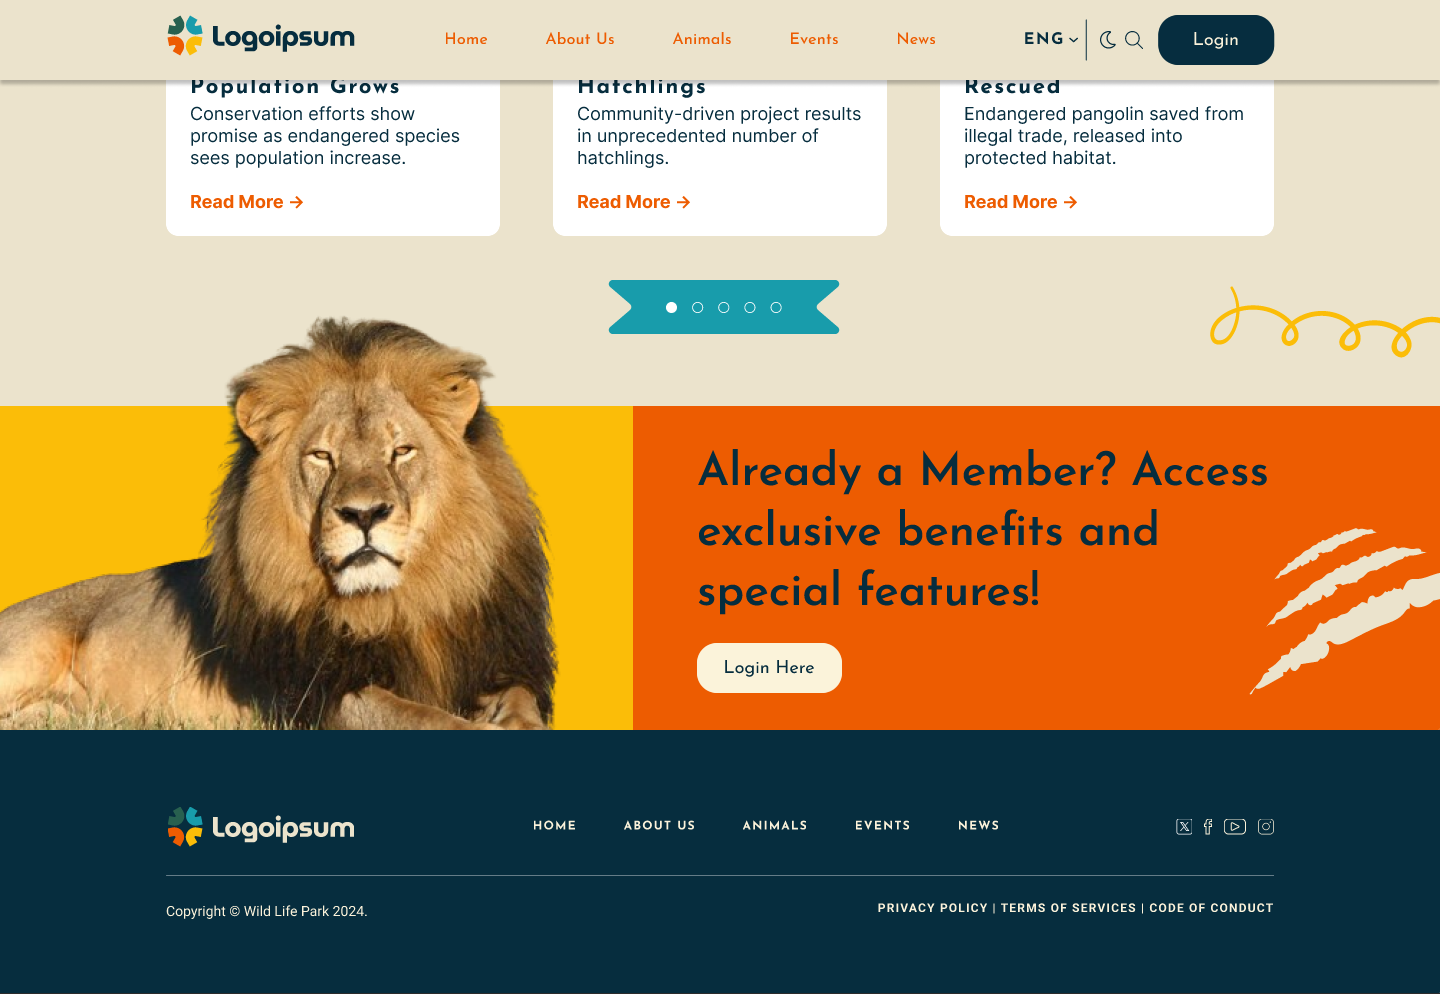 Logoipsum
Home
About Us
Animals
Events
News
ENG
Login
Population Grows
Conservation efforts show
promise as endangered species
sees population increase.
Read More →
Hatchlings
Community-driven project results
in unprecedented number of
hatchlings.
Read More →
Rescued
Endangered pangolin saved from
illegal trade, released into
protected habitat.
Read More →
Already a Member? Access
exclusive benefits and
special features!
Login Here
Logoipsum
HOME
ABOUT US
ANIMALS
EVENTS
NEWS
Copyright © Wild Life Park 2024.
PRIVACY POLICY | TERMS OF SERVICES | CODE OF CONDUCT